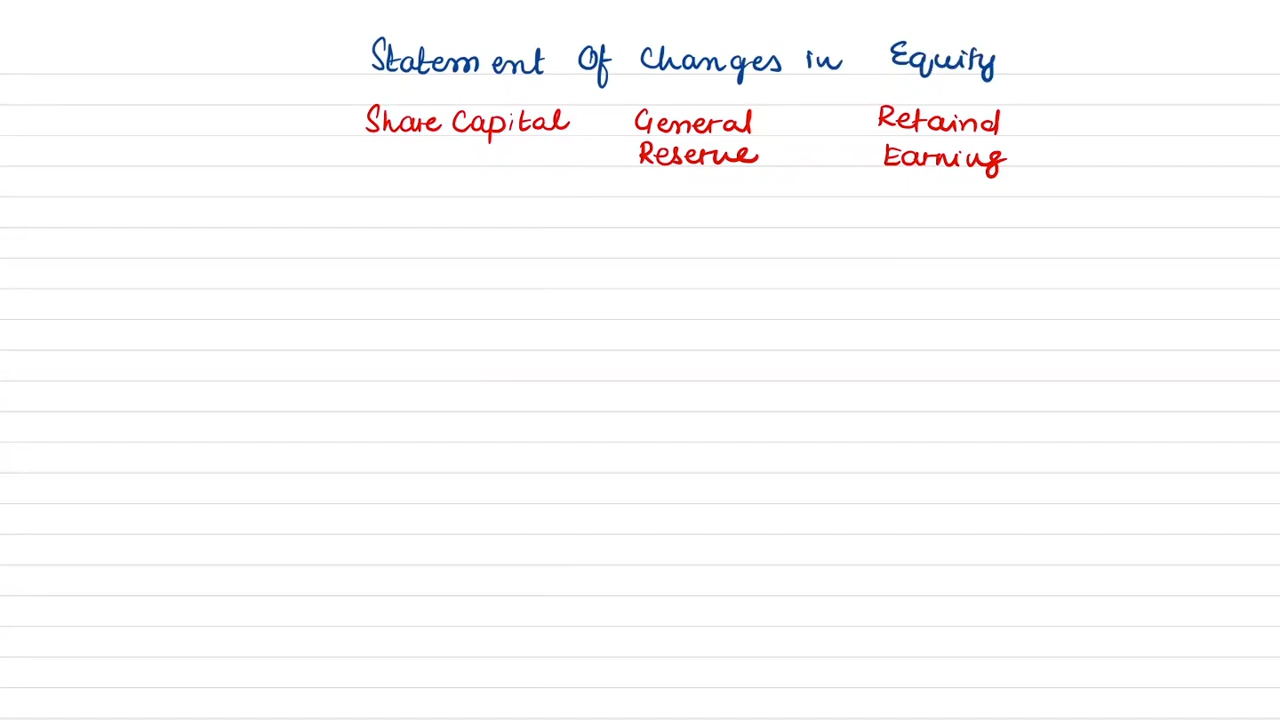 Statement Of Changes in Equity
Share Capital General Retaind
Reserve Earning